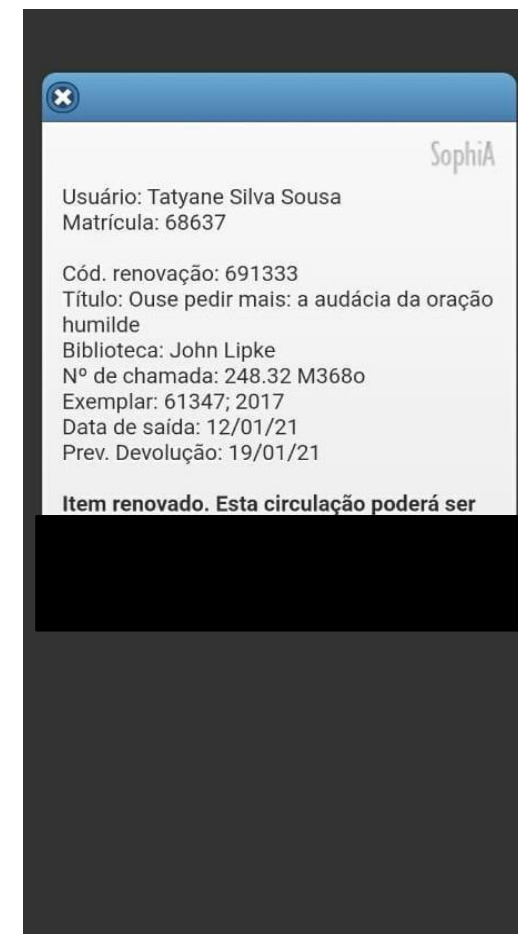 SophiA
Usuário: Tatyane Silva Sousa
Matrícula: 68637
Cód. renovação: 691333
Título: Ouse pedir mais: a audácia da oração
humilde
Biblioteca: John Lipke
Nº de chamada: 248.32 M368o
Exemplar: 61347; 2017
Data de saída: 12/01/21
Prev. Devolução: 19/01/21
Item renovado. Esta circulação poderá ser